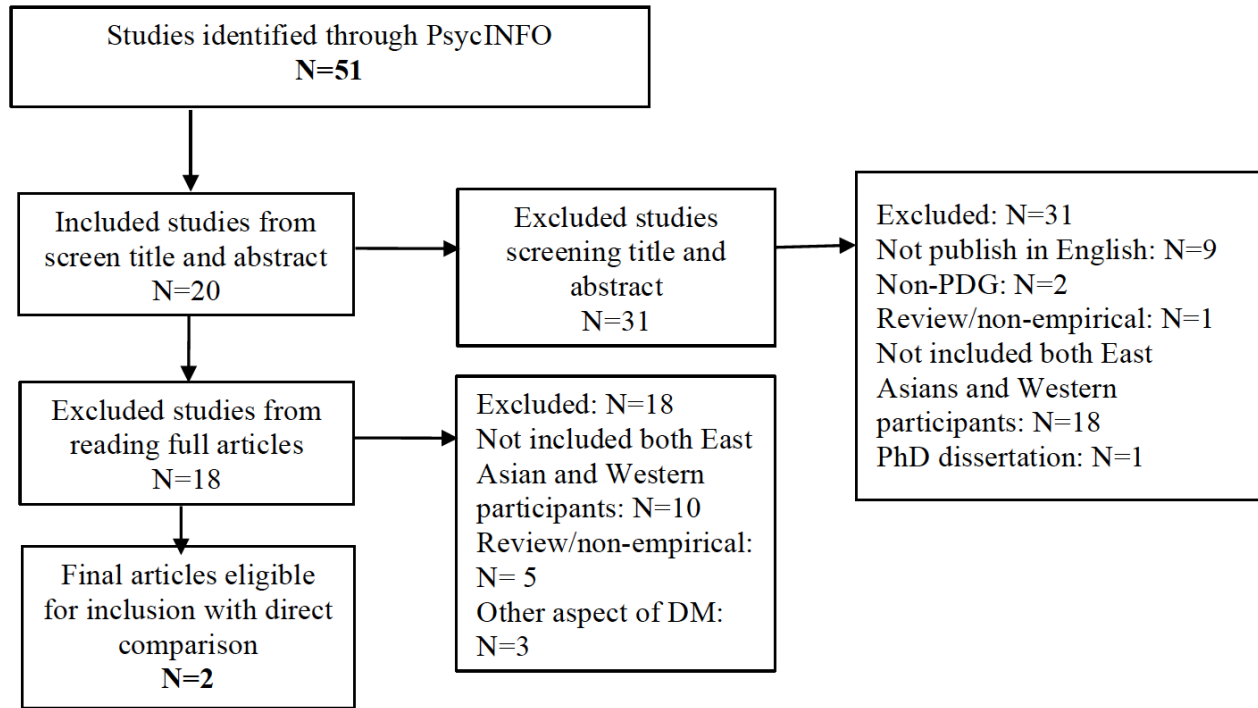 Studies identified through PsycINFO
N=51
Included studies from
screen title and abstract
N=20
Excluded studies
screening title and
abstract
N=31
Excluded: N=31
Not publish in English: N=9
Non-PDG: N=2
Review/non-empirical: N=1
Not included both East
Asians and Western
participants: N=18
PhD dissertation: N=1
Excluded studies from
reading full articles
N=18
Excluded: N=18
Not included both East
Asian and Western
participants: N=10
Review/non-empirical:
N= 5
Other aspect of DM:
N=3
Final articles eligible
for inclusion with direct
comparison
N=2